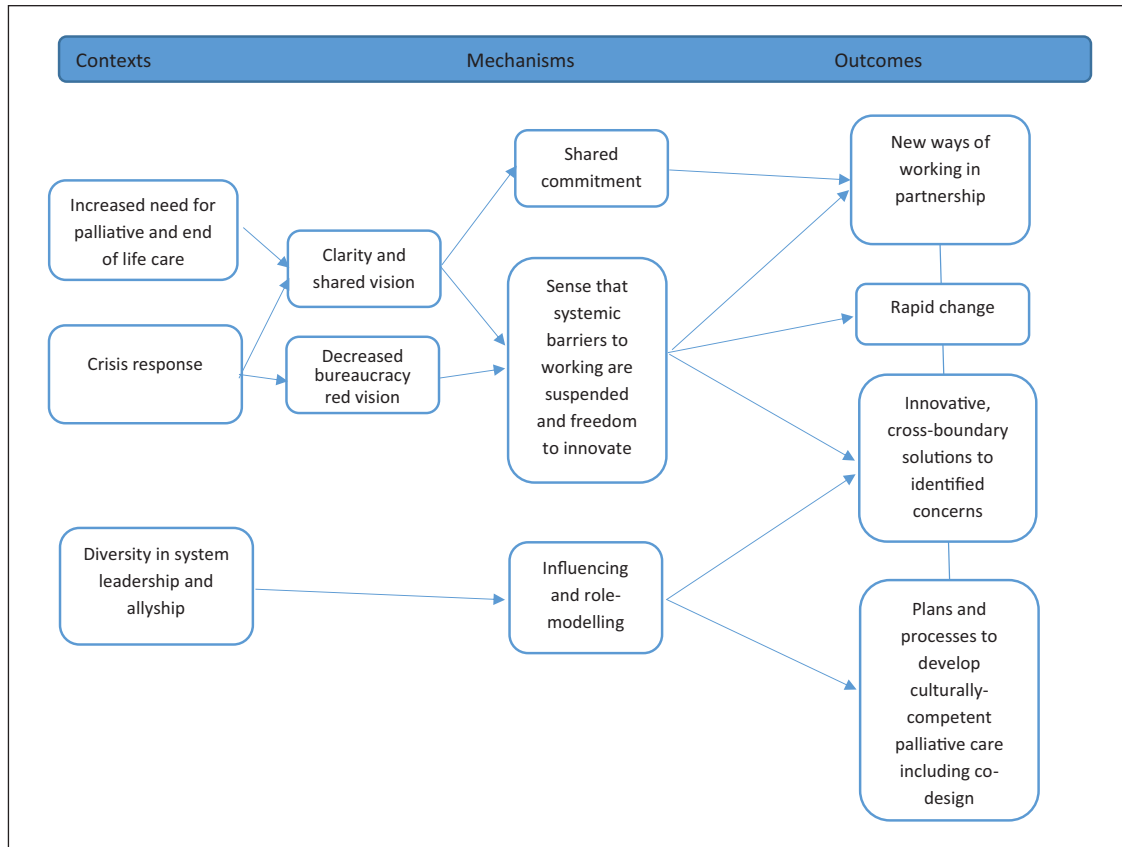 Contexts Mechanisms Outcomes
Increased need for
palliative and end
of life care
Crisis response
Diversity in system
leadership and
allyship
Clarity and
shared vision
Decreased
bureaucracy
red vision
Shared
commitment
Sense that
systemic
barriers to
working are
suspended
and freedom
to innovate
Influencing
and role-
modelling
New ways of
working in
partnership
Rapid change
Innovative,
cross-boundary
solutions to
identified
concerns
Plans and
processes to
develop
culturally-
competent
palliative care
including co-
design